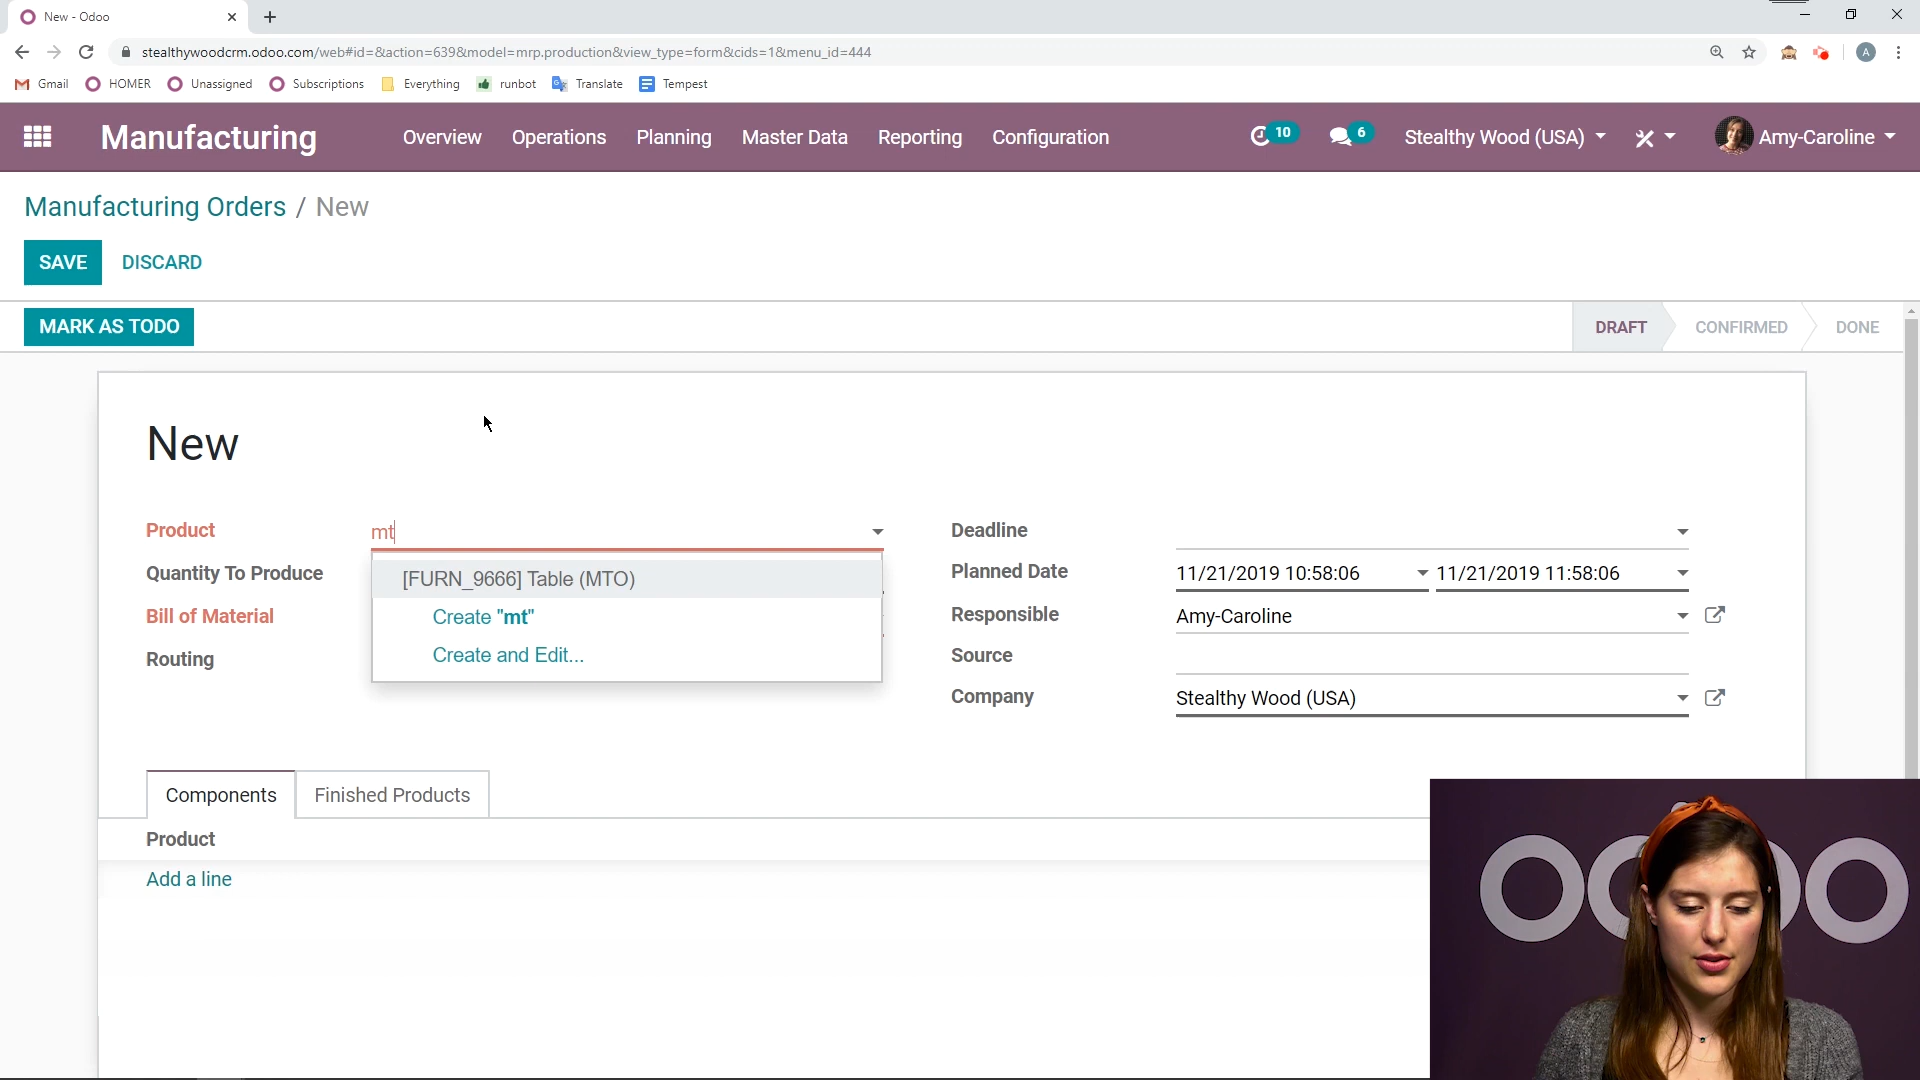 New - Odoo
stealthywoodcrm.odoo.com/web#id=&action=639&model=mrp.production&view_type=form&cids=1&menu_id=444
A
Gmail HOMER Unassigned Subscriptions Everything runbot Translate Tempest
Manufacturing Overview Operations Planning Master Data Reporting Configuration 10 6 Stealthy Wood (USA) Amy-Caroline
Manufacturing Orders / New
SAVE DISCARD
MARK AS TODO DRAFT CONFIRMED DONE
New
Product mt Deadline
[FURN_9666] Table (MTO)
Quantity To Produce Planned Date 11/21/2019 10:58:06 11/21/2019 11:58:06
Bill of Material Create "mt" Responsible Amy-Caroline
Routing Create and Edit... Source
Company Stealthy Wood (USA)
Components Finished Products
Product
Add a line
odoo